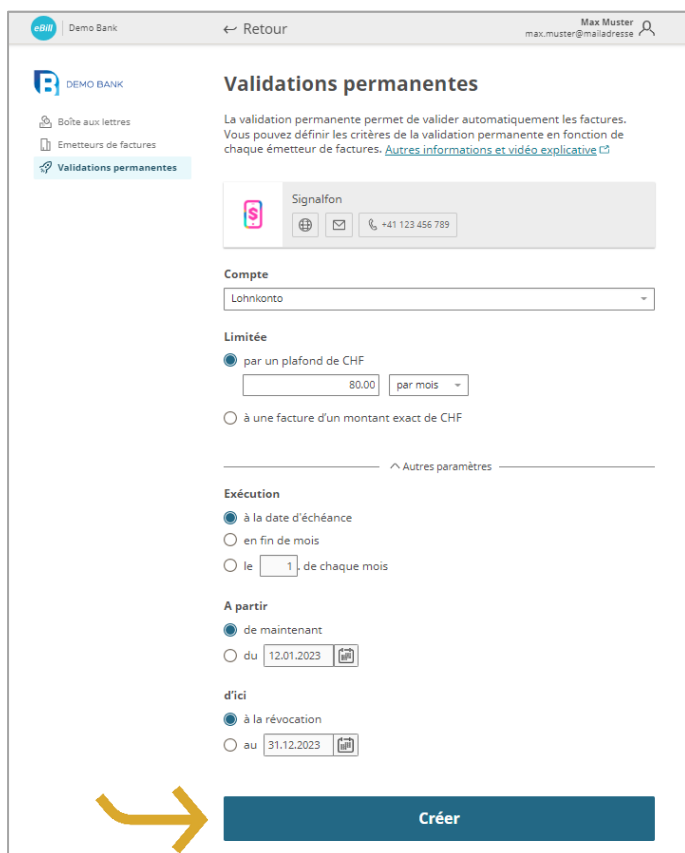 eBill Demo Bank
Retour
Max Muster
max.muster@mailadresse
DEMO BANK
Boîte aux lettres
Emetteurs de factures
Validations permanentes
Validations permanentes
La validation permanente permet de valider automatiquement les factures.
Vous pouvez définir les critères de la validation permanente en fonction de
chaque émetteur de factures. Autres informations et vidéo explicative
Signalfon
+41 123 456 789
Compte
Lohnkonto
Limitée
par un plafond de CHF
80.00 par mois
à une facture d'un montant exact de CHF
Autres paramètres
Exécution
à la date d'échéance
en fin de mois
le 1. de chaque mois
A partir
de maintenant
du 12.01.2023
d'ici
à la révocation
au 31.12.2023
Créer